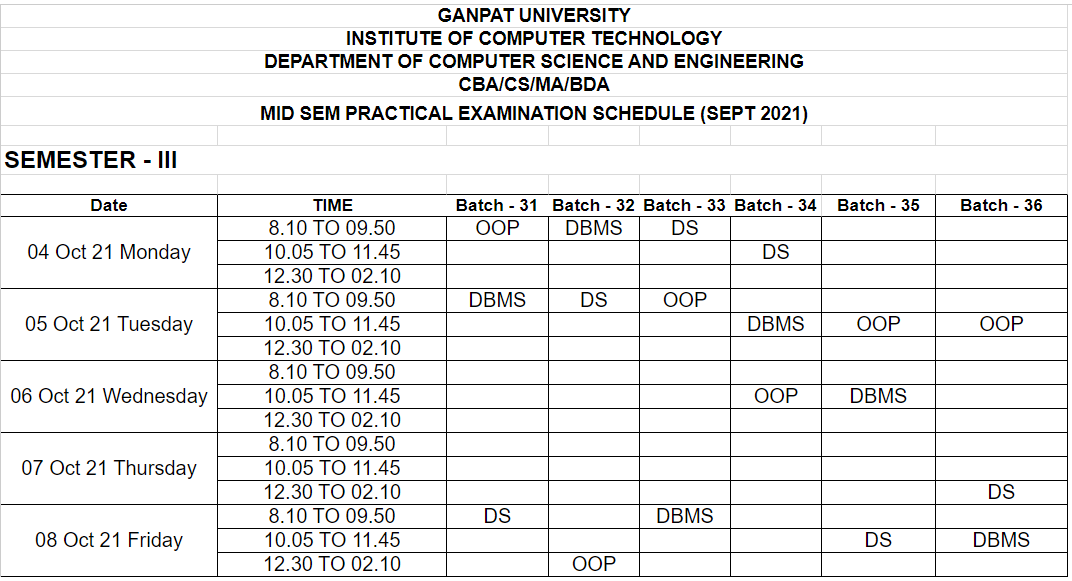 GANPAT UNIVERSITY
INSTITUTE OF COMPUTER TECHNOLOGY
DEPARTMENT OF COMPUTER SCIENCE AND ENGINEERING
CBA/CS/MA/BDA
MID SEM PRACTICAL EXAMINATION SCHEDULE (SEPT 2021)
SEMESTER - III
Date TIME Batch - 31 Batch - 32 Batch - 33 Batch - 34 Batch - 35 Batch - 36
8.10 TO 09.50 OOP DBMS DS
04 Oct 21 Monday 10.05 TO 11.45 DS
12.30 TO 02.10
8.10 TO 09.50 DBMS DS OOP
05 Oct 21 Tuesday 10.05 TO 11.45 DBMS OOP OOP
12.30 TO 02.10
8.10 TO 09.50
06 Oct 21 Wednesday 10.05 TO 11.45 OOP DBMS
12.30 TO 02.10
8.10 TO 09.50
07 Oct 21 Thursday 10.05 TO 11.45
12.30 TO 02.10 DS
8.10 TO 09.50 DS DBMS
08 Oct 21 Friday 10.05 TO 11.45 DS DBMS
12.30 TO 02.10 OOP